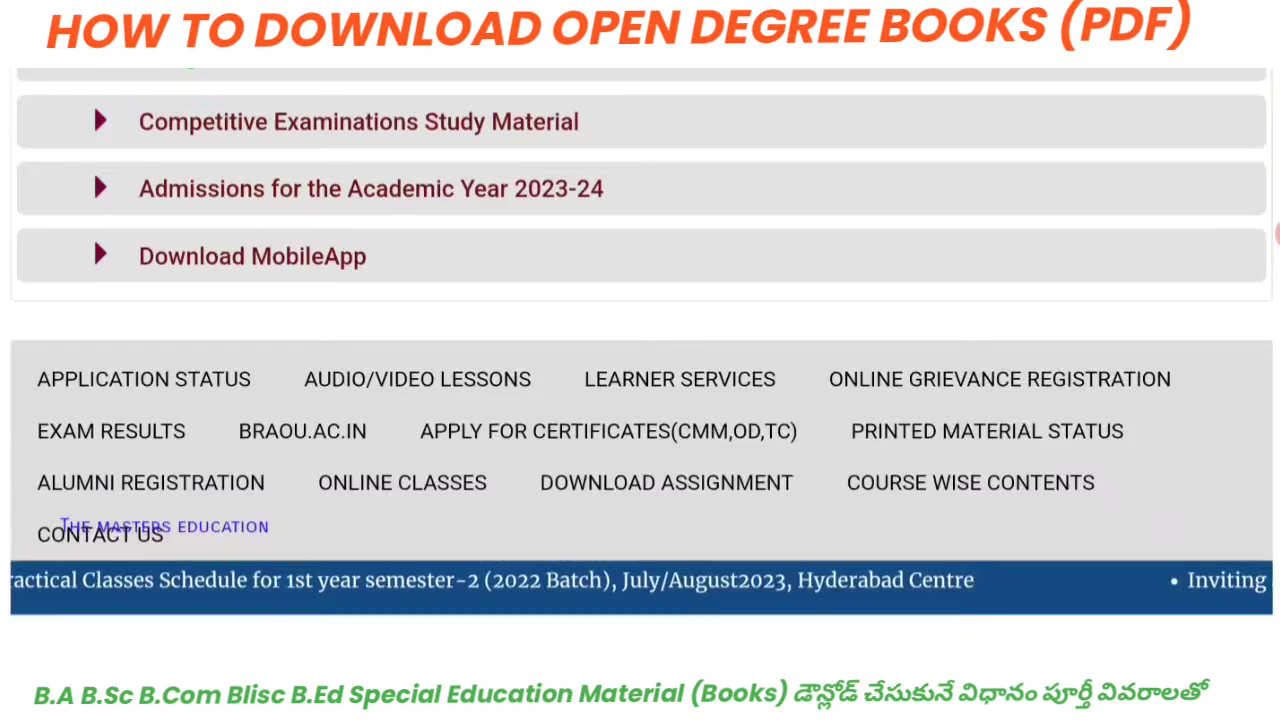 HOW TO DOWNLOAD OPEN DEGREE BOOKS (PDF)
Competitive Examinations Study Material
Admissions for the Academic Year 2023-24
Download MobileApp
APPLICATION STATUS AUDIO/VIDEO LESSONS LEARNER SERVICES ONLINE GRIEVANCE REGISTRATION
EXAM RESULTS BRAOU.AC.IN APPLY FOR CERTIFICATES(CMM,OD,TC) PRINTED MATERIAL STATUS
ALUMNI REGISTRATION ONLINE CLASSES DOWNLOAD ASSIGNMENT COURSE WISE CONTENTS
THE MASTERS EDUCATION
CONTACT US
ractical Classes Schedule for 1st year semester-2 (2022 Batch), July/August2023, Hyderabad Centre • Inviting
B.A B.Sc B.Com Blisc B.Ed Special Education Material (Books) డౌన్లోడ్ చేసుకునే విధానం పూర్తీ వివరాలతో